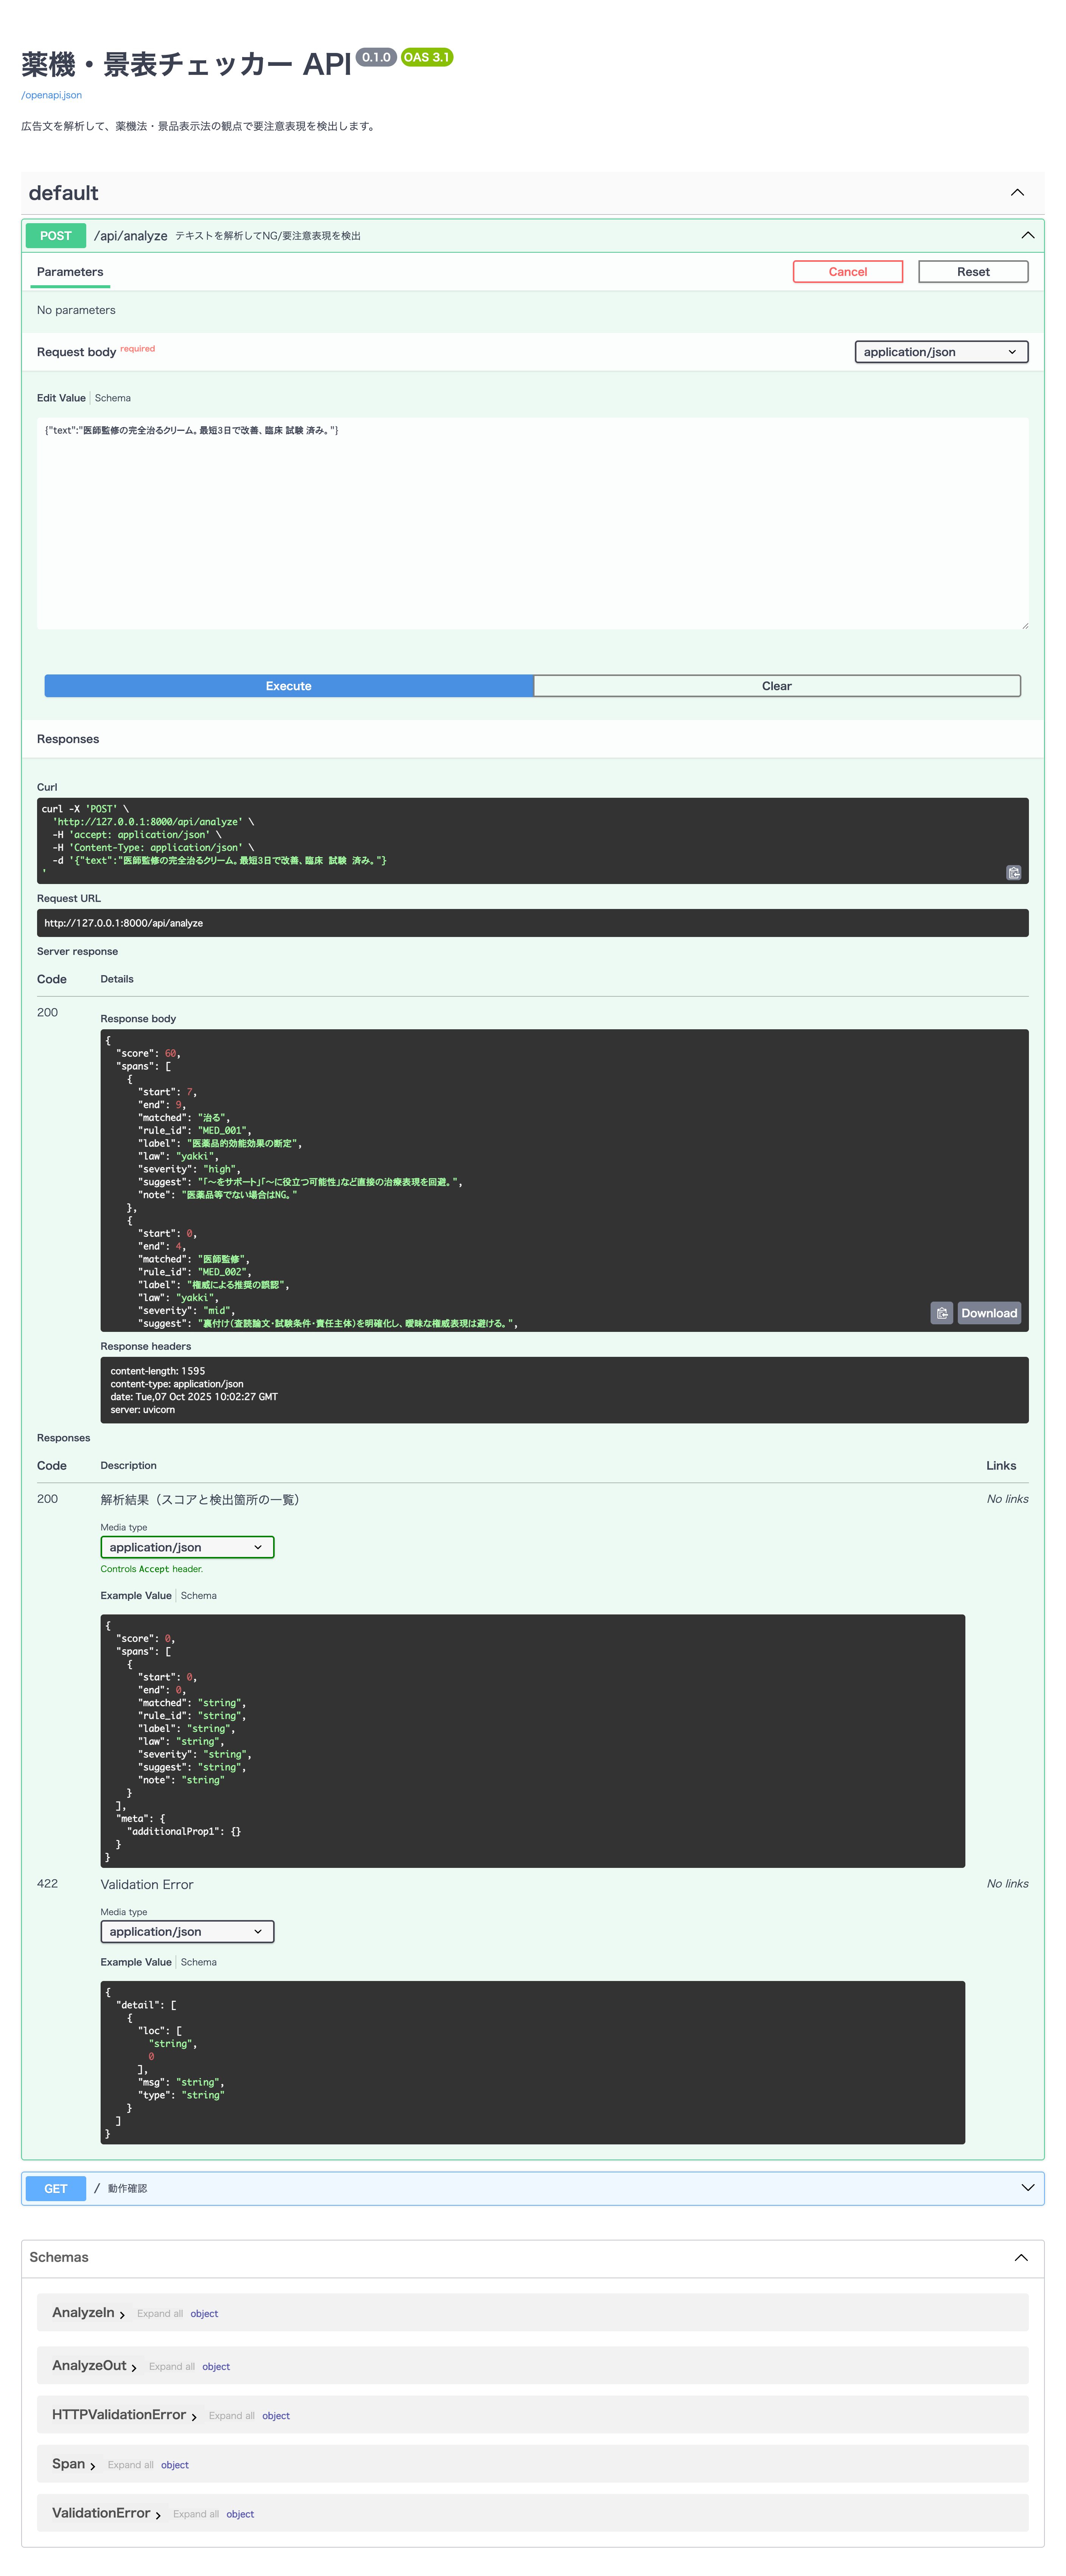 薬機・景表チェッカー API 0.1.0 OAS 3.1
/openapi.json
広告文を解析して、薬機法・景品表示法の観点で要注意表現を検出します。
default
POST /api/analyze テキストを解析してNG/要注意表現を検出
Parameters Cancel Reset
No parameters
Request body required application/json
Edit Value Schema
{"text":"医師監修の完全治るクリーム。最短3日で改善、臨床 試験 済み。"}
Execute Clear
Responses
Curl
curl -X 'POST' \
'http://127.0.0.1:8000/api/analyze' \
-H 'accept: application/json' \
-H 'Content-Type: application/json' \
-d '{"text":"医師監修の完全治るクリーム。最短3日で改善、臨床 試験 済み。"}
'
Request URL
http://127.0.0.1:8000/api/analyze
Server response
Code Details
200
Response body
{
"score": 60,
"spans": [
{
"start": 7,
"end": 9,
"matched": "治る",
"rule_id": "MED_001",
"label": "医薬品的効能効果の断定",
"law": "yakki",
"severity": "high",
"suggest": "「〜をサポート」「〜に役立つ可能性」など直接の治療表現を回避。",
"note": "医薬品等でない場合はNG。"
},
{
"start": 0,
"end": 4,
"matched": "医師監修",
"rule_id": "MED_002",
"label": "権威による推奨の誤認",
"law": "yakki",
"severity": "mid",
"suggest": "裏付け(査読論文・試験条件・責任主体)を明確化し、曖昧な権威表現は避ける。",
Download
Response headers
content-length: 1595
content-type: application/json
date: Tue,07 Oct 2025 10:02:27 GMT
server: uvicorn
Responses
Code Description Links
200 解析結果（スコアと検出箇所の一覧） No links
Media type
application/json
Controls Accept header.
Example Value Schema
{
"score": 0,
"spans": [
{
"start": 0,
"end": 0,
"matched": "string",
"rule_id": "string",
"label": "string",
"law": "string",
"severity": "string",
"suggest": "string",
"note": "string"
}
],
"meta": {
"additionalProp1": {}
}
}
422 Validation Error No links
Media type
application/json
Example Value Schema
{
"detail": [
{
"loc": [
"string",
0
],
"msg": "string",
"type": "string"
}
]
}
GET / 動作確認
Schemas
AnalyzeIn Expand all object
AnalyzeOut Expand all object
HTTPValidationError Expand all object
Span Expand all object
ValidationError Expand all object